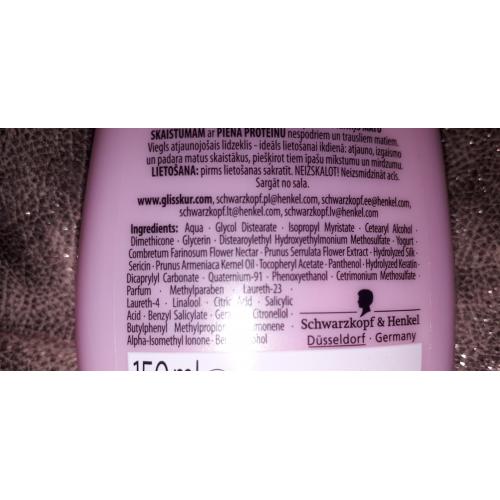 SKAISTUMAM ar PIENA PROTEĪNU nespodriem un trausliem matiem.
Viegls atjaunojošais līdzeklis - ideāls lietošanai ikdienā: atjauno, izgaismo
un padara matus skaistākus, piešķirot tiem īpašu mīkstumu un mirdzumu.
LIETOŠANA: pirms lietošanas sakratīt. NEIZSKALOT! Neizsmidzināt acīs.
Sargāt no sala.
www.glisskur.com, schwarzkopf.pl@henkel.com, schwarzkopf.ee@henkel.com,
schwarzkopf.lt@henkel.com, schwarzkopf.lv@henkel.com
Ingredients: Aqua · Glycol Distearate · Isopropyl Myristate · Cetearyl Alcohol ·
Dimethicone · Glycerin · Distearoylethyl Hydroxyethylmonium Methosulfate · Yogurt ·
Combretum Farinosum Flower Nectar · Prunus Serrulata Flower Extract · Hydrolyzed Silk ·
Sericin · Prunus Armeniaca Kernel Oil · Tocopheryl Acetate · Panthenol · Hydrolyzed Keratin ·
Dicaprylyl Carbonate · Quaternium-91 · Phenoxyethanol · Cetrimonium Methosulfate ·
Parfum · Methylparaben · Laureth-23 ·
Laureth-4 · Linalool · Citric Acid · Salicylic
Acid · Benzyl Salicylate · Citronellol ·
Butylphenyl Methylpropional
Alpha-Isomethyl Ionone ·
Schwarzkopf & Henkel
Düsseldorf · Germany
150 ml